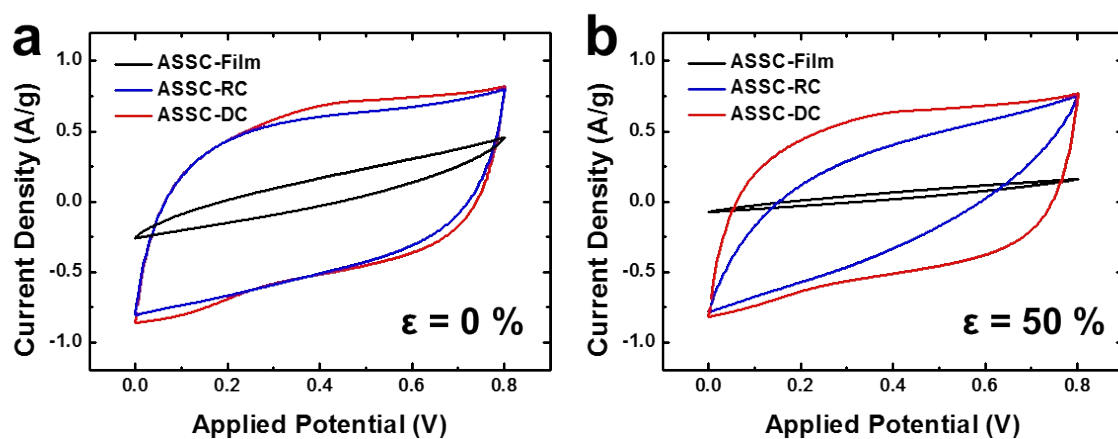 a
Current Density (A/g)
1.0
0.5
0.0
-0.5
-1.0
ASSC-Film
ASSC-RC
ASSC-DC
ε = 0 %
0.0 0.2 0.4 0.6 0.8
Applied Potential (V)
b
Current Density (A/g)
1.0
0.5
0.0
-0.5
-1.0
ASSC-Film
ASSC-RC
ASSC-DC
ε = 50 %
0.0 0.2 0.4 0.6 0.8
Applied Potential (V)